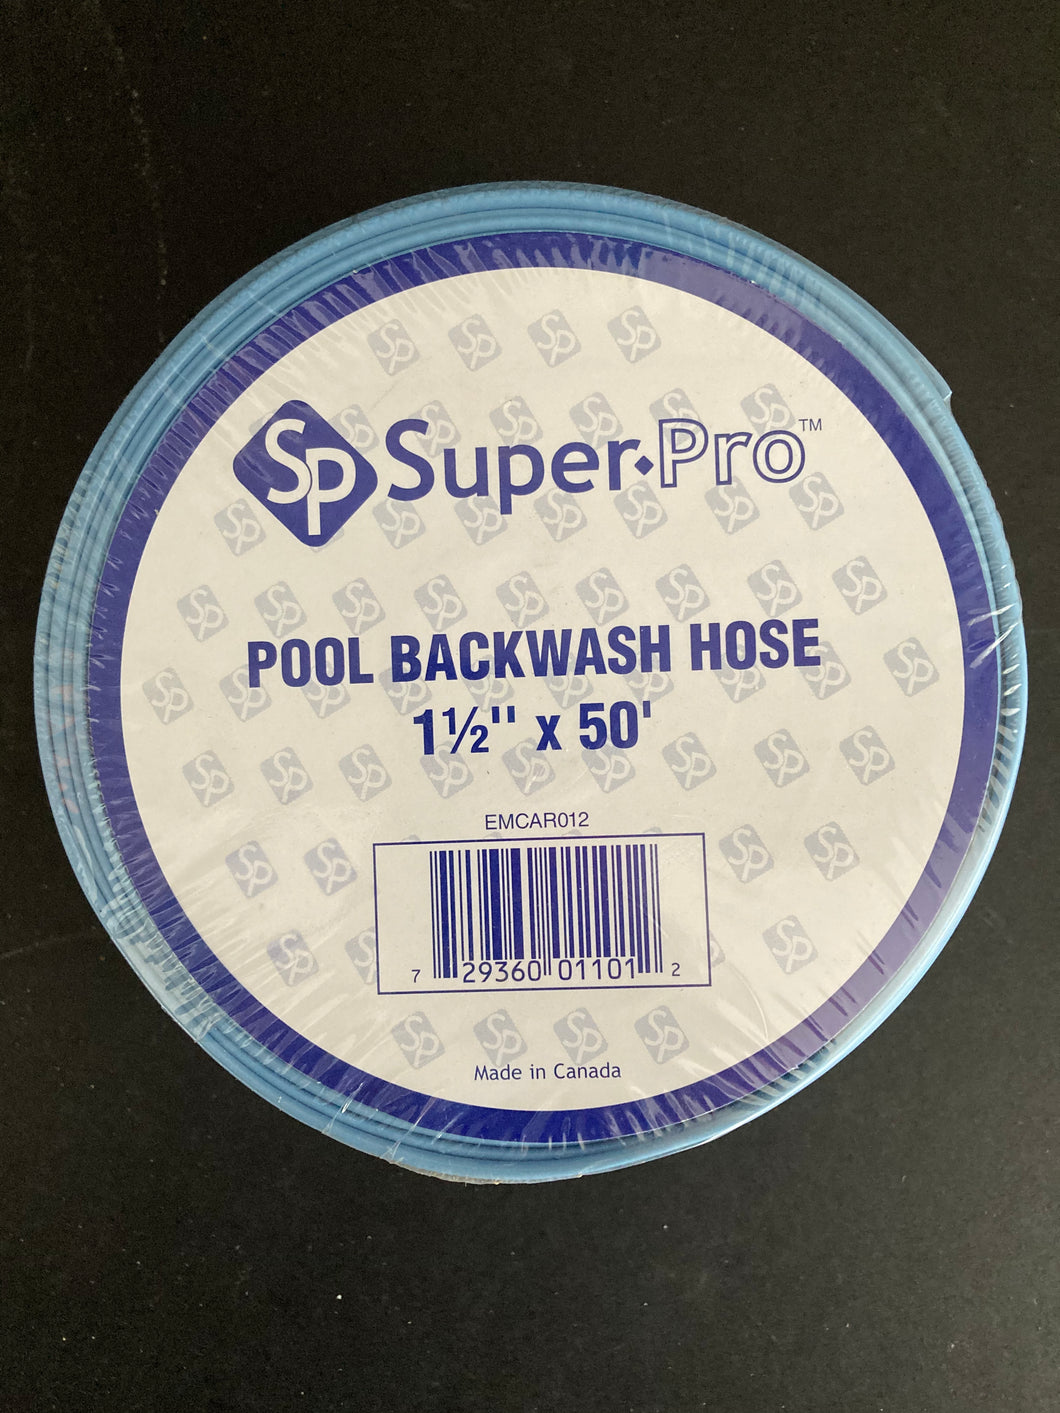 SP Super·Pro™
POOL BACKWASH HOSE
1½" x 50'
EMCAR012
7 29360 01101 2
Made in Canada